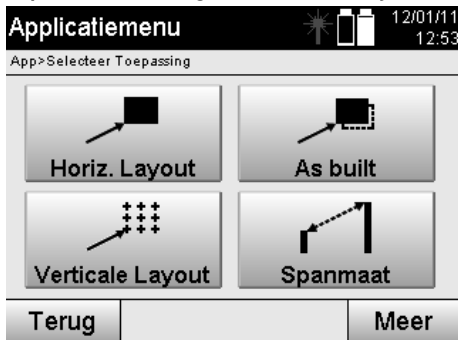 Applicatiemenu
12/01/11
12:53
App>Selecteer Toepassing
Horiz. Layout
As built
Verticale Layout
Spanmaat
Terug
Meer